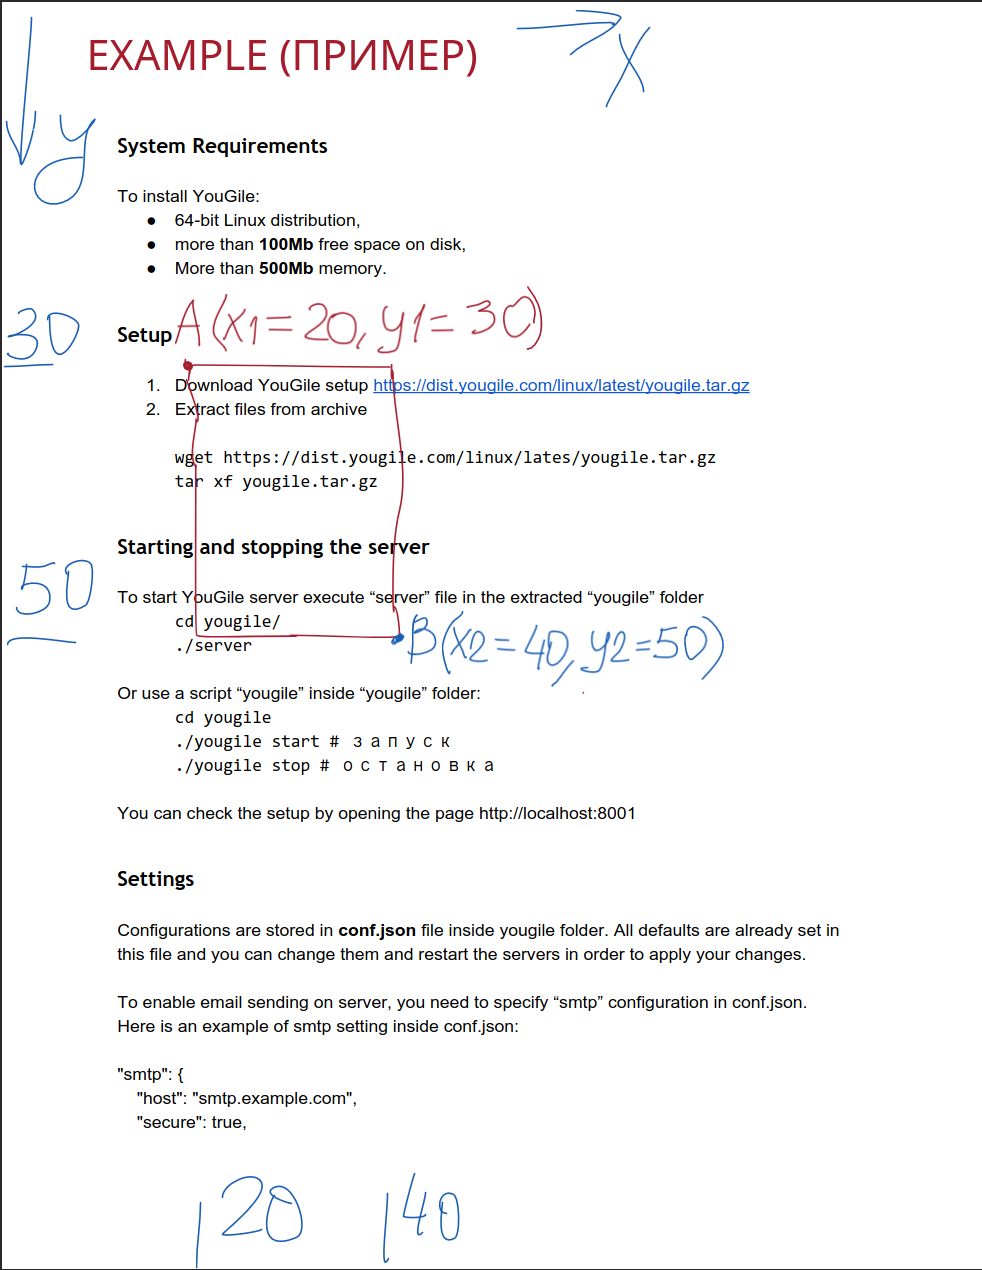 EXAMPLE (ПРИМЕР)
X
y
System Requirements
To install YouGile:
● 64-bit Linux distribution,
● more than 100Mb free space on disk,
● More than 500Mb memory.
30
Setup
A(x1=20, y1=30)
1. Download YouGile setup https://dist.yougile.com/linux/latest/yougile.tar.gz
2. Extract files from archive
wget https://dist.yougile.com/linux/lates/yougile.tar.gz
tar xf yougile.tar.gz
Starting and stopping the server
50
To start YouGile server execute “server” file in the extracted “yougile” folder
cd yougile/
./server
B(x2=40, y2=50)
Or use a script “yougile” inside “yougile” folder:
cd yougile
./yougile start # запуск
./yougile stop # остановка
You can check the setup by opening the page http://localhost:8001
Settings
Configurations are stored in conf.json file inside yougile folder. All defaults are already set in
this file and you can change them and restart the servers in order to apply your changes.
To enable email sending on server, you need to specify “smtp” configuration in conf.json.
Here is an example of smtp setting inside conf.json:
"smtp": {
"host": "smtp.example.com",
"secure": true,
20 40